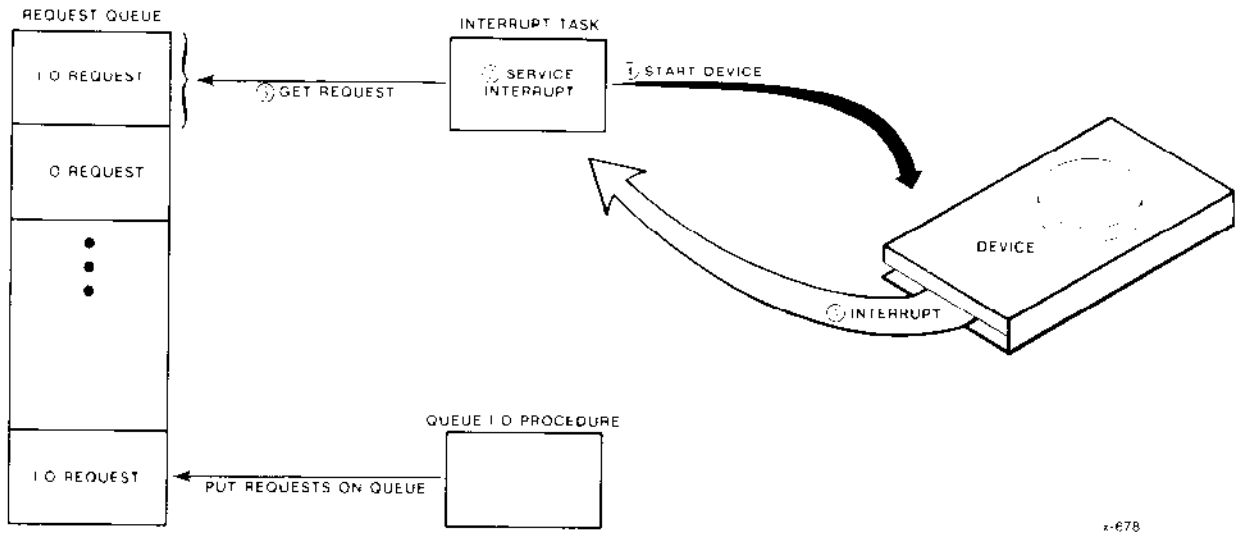 REQUEST QUEUE
I O REQUEST
O REQUEST
I O REQUEST
INTERRUPT TASK
SERVICE
INTERRUPT
GET REQUEST
START DEVICE
DEVICE
INTERRUPT
QUEUE I O PROCEDURE
PUT REQUESTS ON QUEUE
x-678